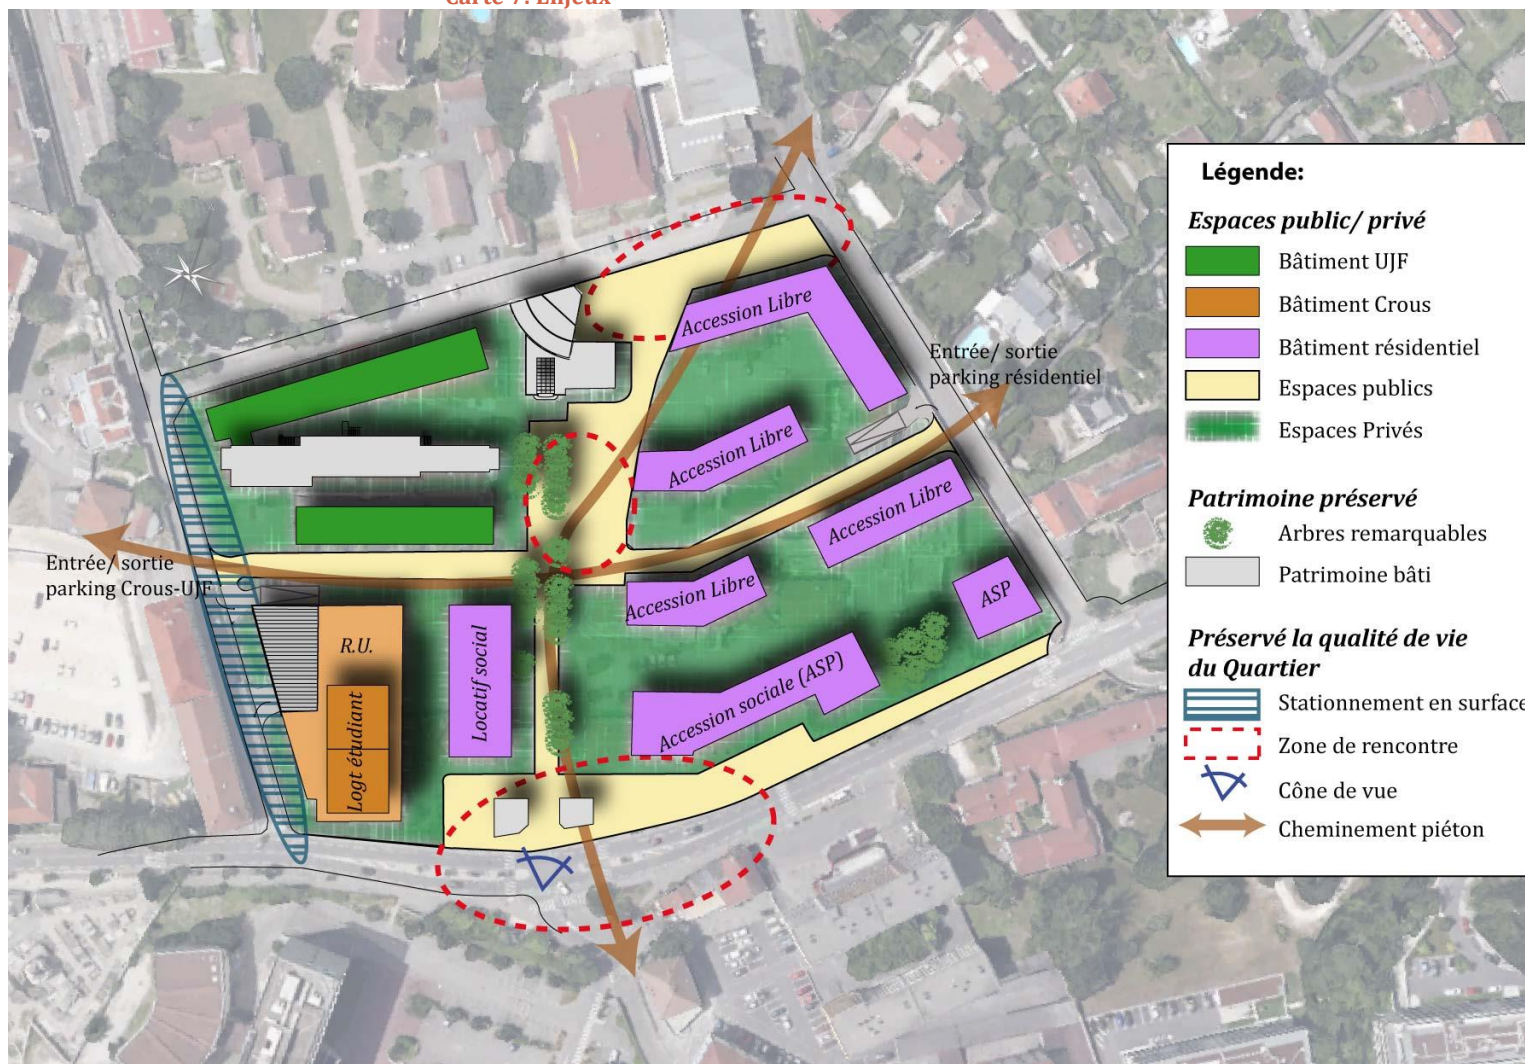 Carte 7: Enjeux
Légende:
Espaces public/ privé
Bâtiment UJF
Bâtiment Crous
Bâtiment résidentiel
Espaces publics
Espaces Privés
Patrimoine préservé
Arbres remarquables
Patrimoine bâti
Préservé la qualité de vie
du Quartier
Stationnement en surface
Zone de rencontre
Cône de vue
Cheminement piéton
Accession Libre
Entrée/ sortie
parking résidentiel
Accession Libre
Accession Libre
Entrée/ sortie
parking Crous-UJF
Accession Libre
ASP
R.U.
Locatif social
Accession sociale (ASP)
Logt étudiant